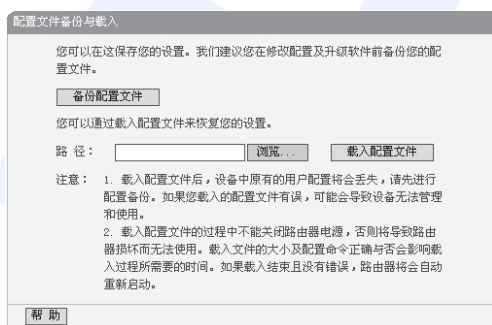 配置文件备份与载入
您可以在这保存您的设置。我们建议您在修改配置及升级软件前备份您的配
置文件。
备份配置文件
您可以通过载入配置文件来恢复您的设置。
路 径： 浏览... 载入配置文件
注意： 1. 载入配置文件后，设备中原有的用户配置将会丢失，请先进行
配置备份。如果您载入的配置文件有误，可能会导致设备无法管理
和使用。
2. 载入配置文件的过程中不能关闭路由器电源，否则将导致路由
器损坏而无法使用。载入文件的大小及配置命令正确与否会影响载
入过程所需要的时间。如果载入结束且没有错误，路由器将会自动
重新启动。
帮 助